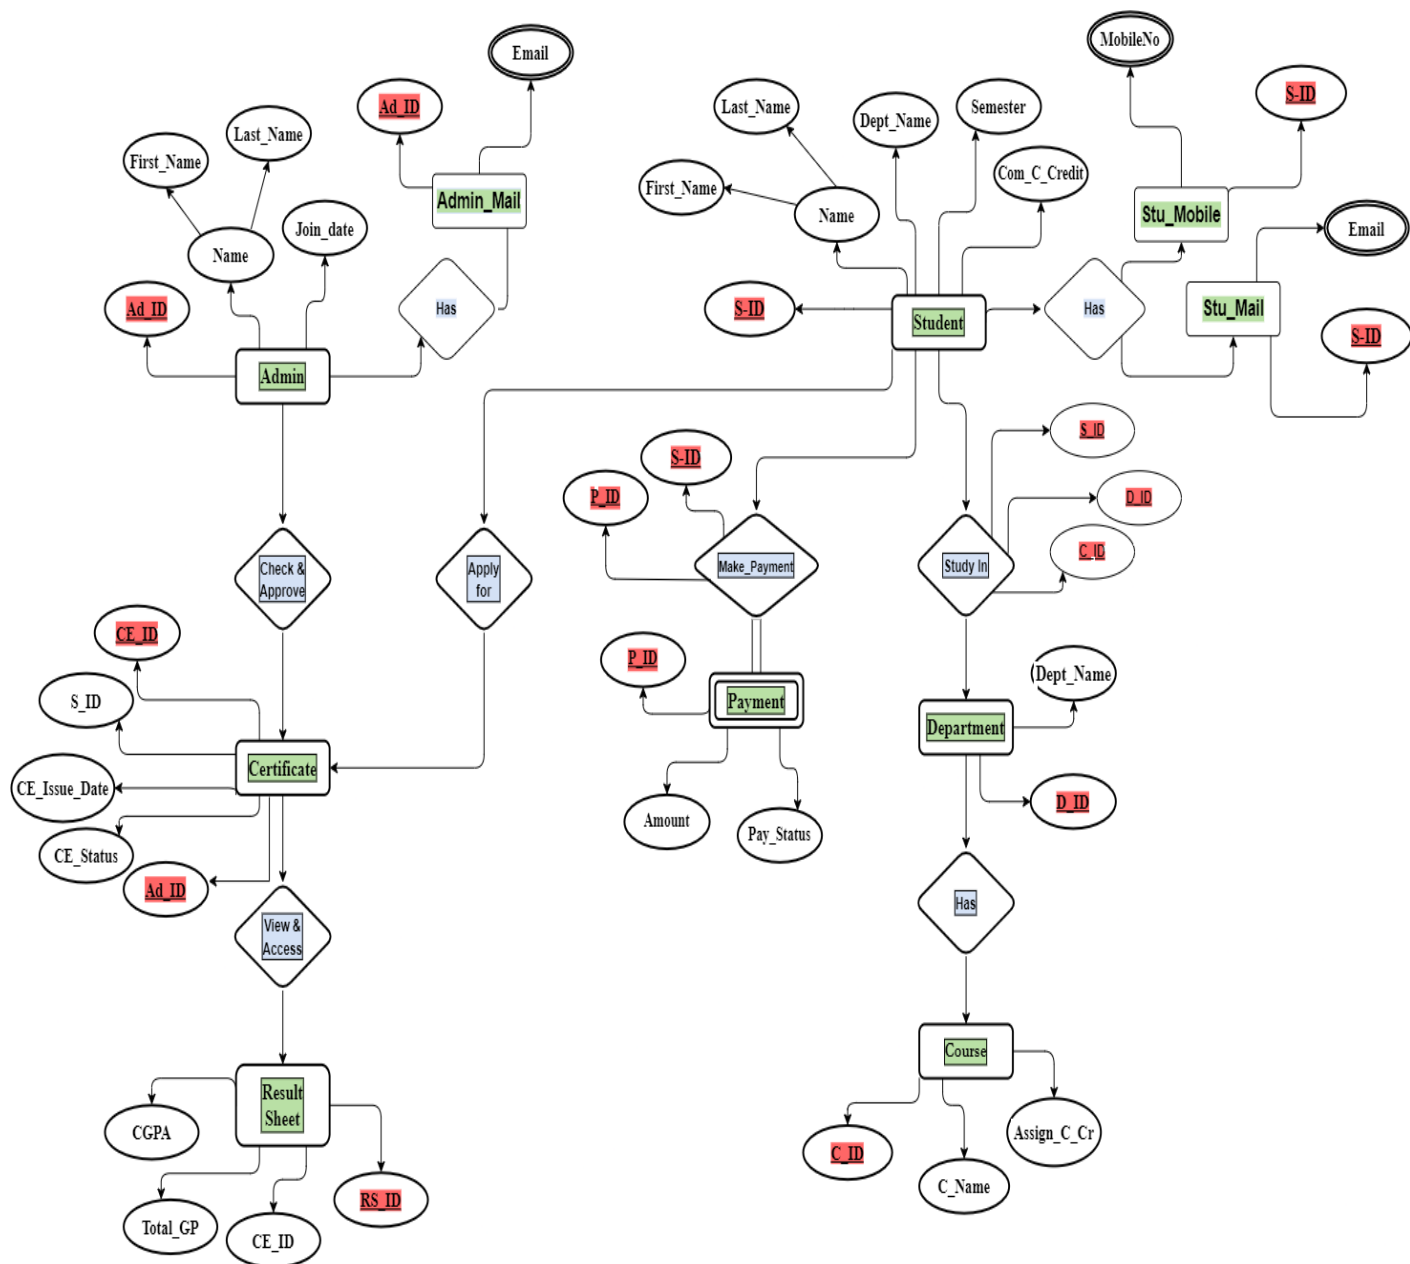 MobileNo
Email
Ad_ID
Last_Name
Dept_Name
Semester
S-ID
Last_Name
First_Name
Com_C_Credit
First_Name
Admin_Mail
Name
Stu_Mobile
Email
Join_date
Name
Ad_ID
Has
S-ID
Student
Has
Stu_Mail
S-ID
Admin
S_ID
S-ID
P_ID
D_ID
C_ID
Check &
Approve
Apply
for
Make_Payment
Study In
CE_ID
P_ID
Dept_Name
S_ID
Payment
Department
Certificate
CE_Issue_Date
D_ID
Amount
Pay_Status
CE_Status
Ad_ID
Has
View &
Access
Course
Result
Sheet
CGPA
Assign_C_Cr
C_ID
C_Name
RS_ID
Total_GP
CE_ID